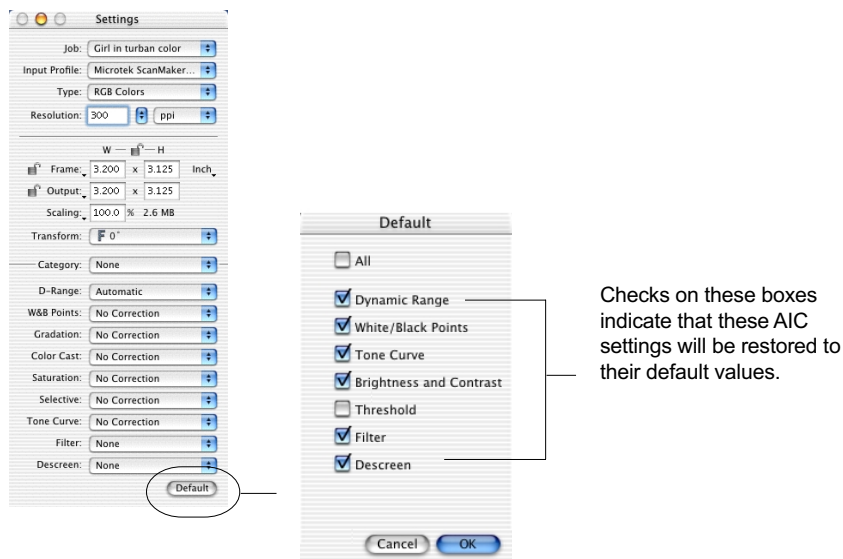 Settings
Job: Girl in turban color
Input Profile: Microtek ScanMaker...
Type: RGB Colors
Resolution: 300 ppi
W — H
Frame: 3.200 x 3.125 Inch
Output: 3.200 x 3.125
Scaling: 100.0 % 2.6 MB
Transform: F 0°
Category: None
D-Range: Automatic
W&B Points: No Correction
Gradation: No Correction
Color Cast: No Correction
Saturation: No Correction
Selective: No Correction
Tone Curve: No Correction
Filter: None
Descreen: None
Default
Default
All
Dynamic Range
White/Black Points
Tone Curve
Brightness and Contrast
Threshold
Filter
Descreen
Cancel OK
Checks on these boxes
indicate that these AIC
settings will be restored to
their default values.